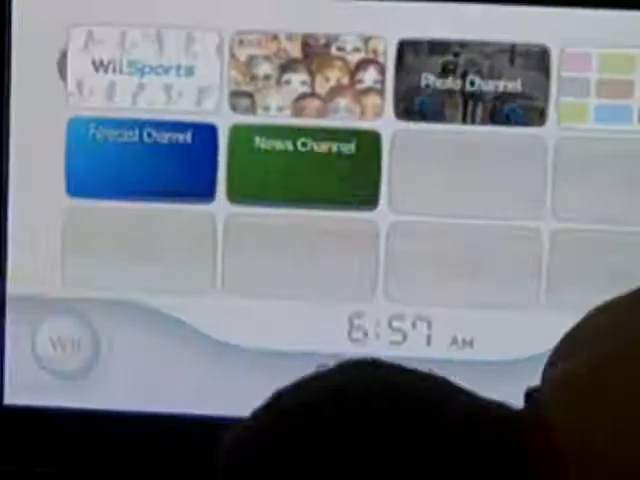 Wii Sports
Photo Channel
Forecast Channel
News Channel
6:57 AM
Wii